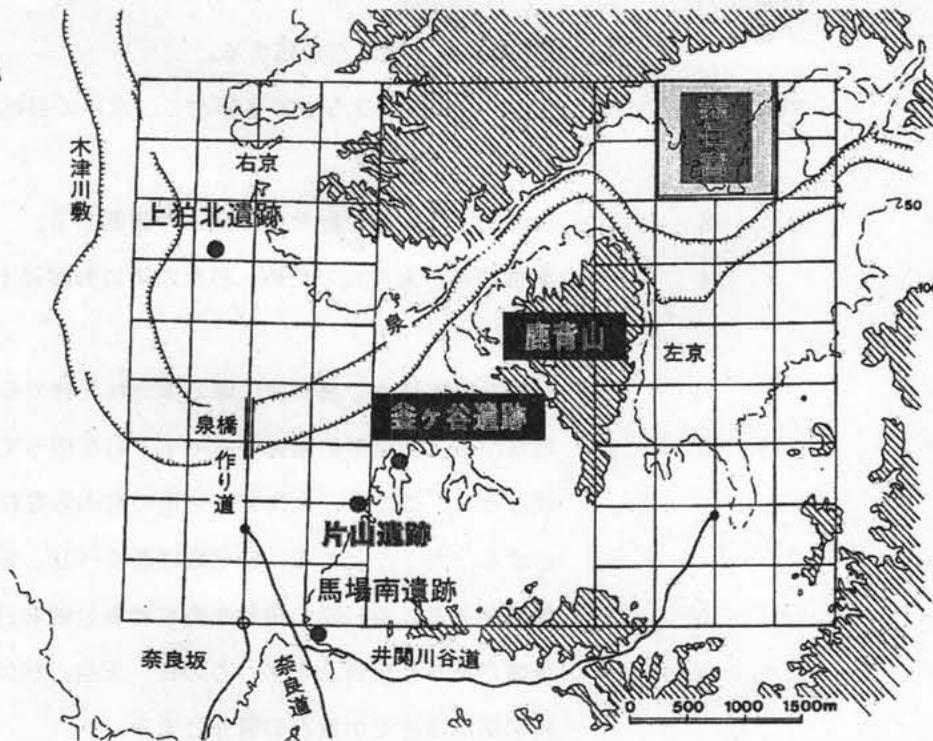 右京
木津川敷
上狛北遺跡
50
100
泉
鹿背山
左京
釜ヶ谷遺跡
泉橋
作り道
片山遺跡
馬場南遺跡
奈良坂
井関川谷道
奈良道
0 500 1000 1500m